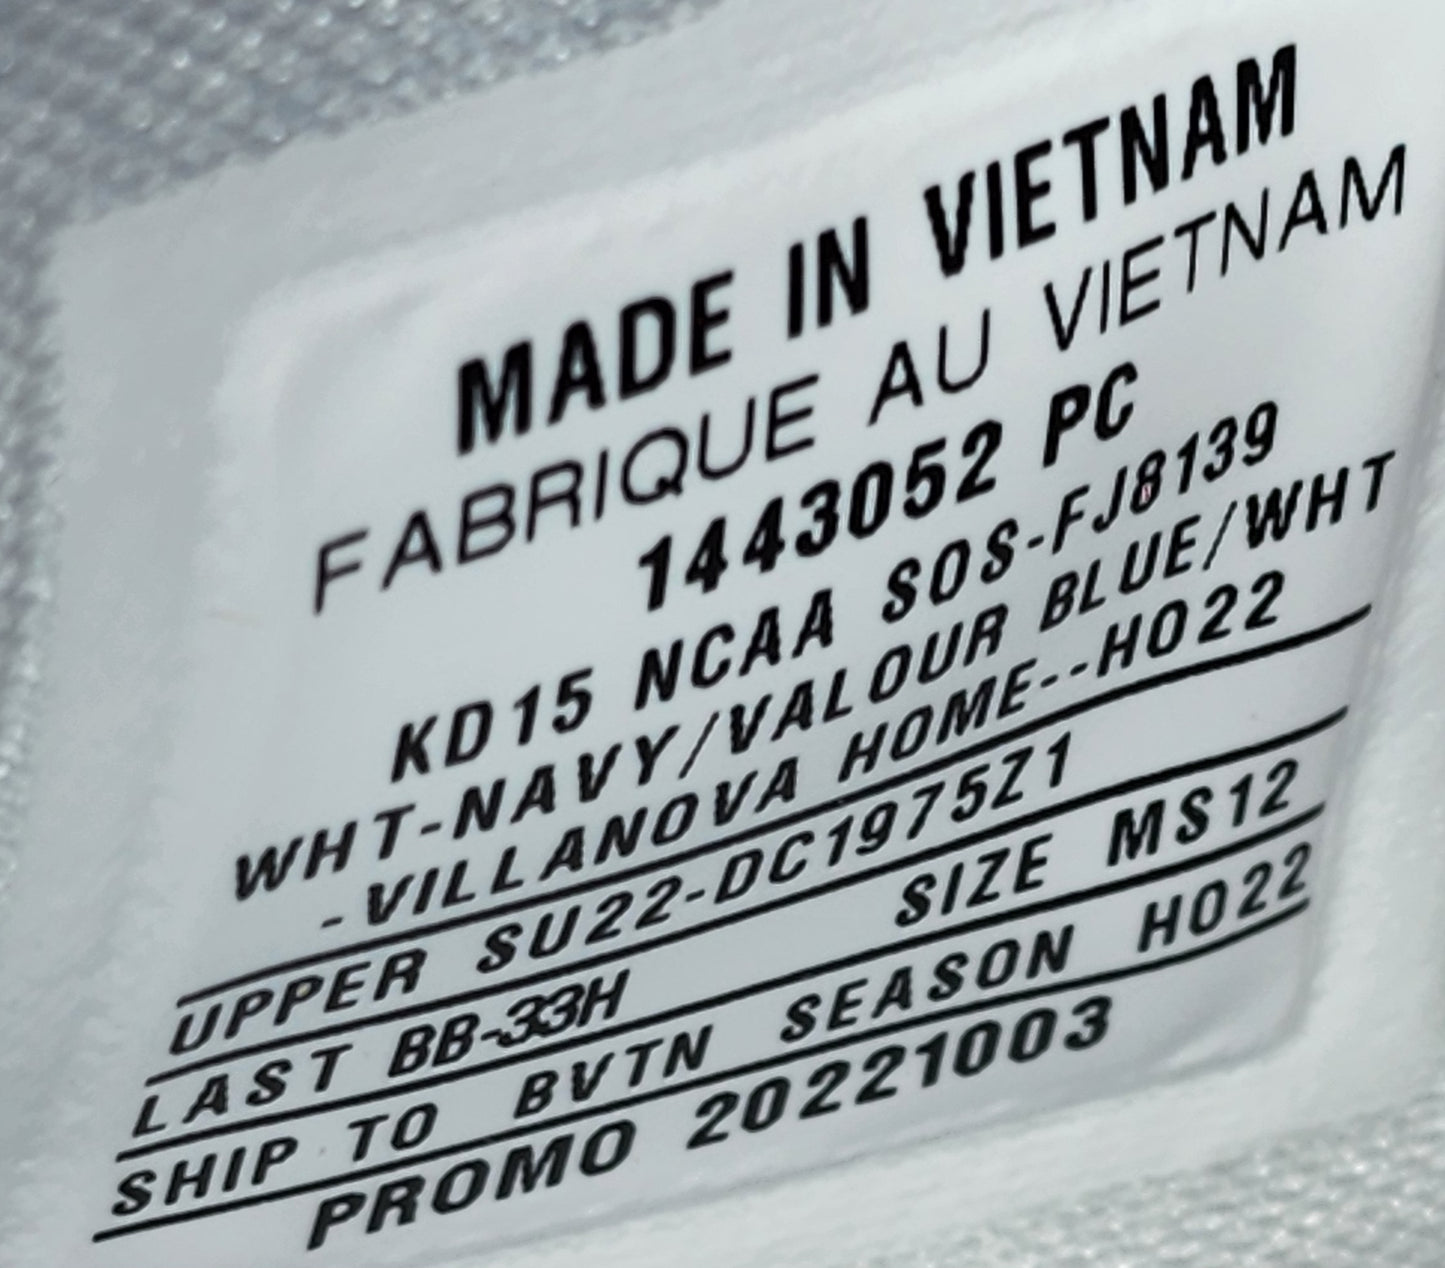 MADE IN VIETNAM
FABRIQUE AU VIETNAM
1443052 PC
KD15 NCAA SOS-FJ8139
WHT-NAVY/VALOUR BLUE/WHT
-VILLANOVA HOME--HO22
UPPER SU22-DC1975Z1
LAST BB-33H SIZE MS12
SHIP TO BVTN SEASON HO22
PROMO 20221003